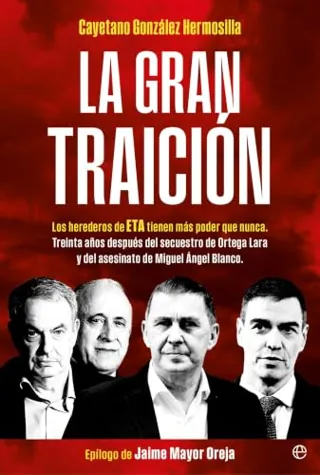 Cayetano González Hermosilla
LA GRAN
TRAICIÓN
Los herederos de ETA tienen más poder que nunca.
Treinta años después del secuestro de Ortega Lara
y del asesinato de Miguel Ángel Blanco.
Epílogo de Jaime Mayor Oreja